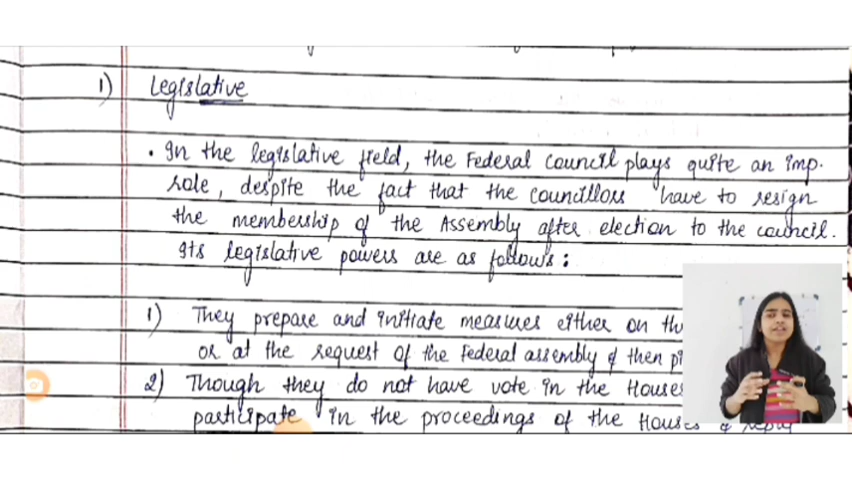 1) Legislative
• In the legislative field, the Federal Council plays quite an imp.
role, despite the fact that the councillors have to resign
the membership of the Assembly after election to the council.
Its legislative powers are as follows:
1) They prepare and initiate measures either on
or at the request of the Federal assembly & then
2) Though they do not have vote in the Houses
participate in the proceedings of the Houses & reply